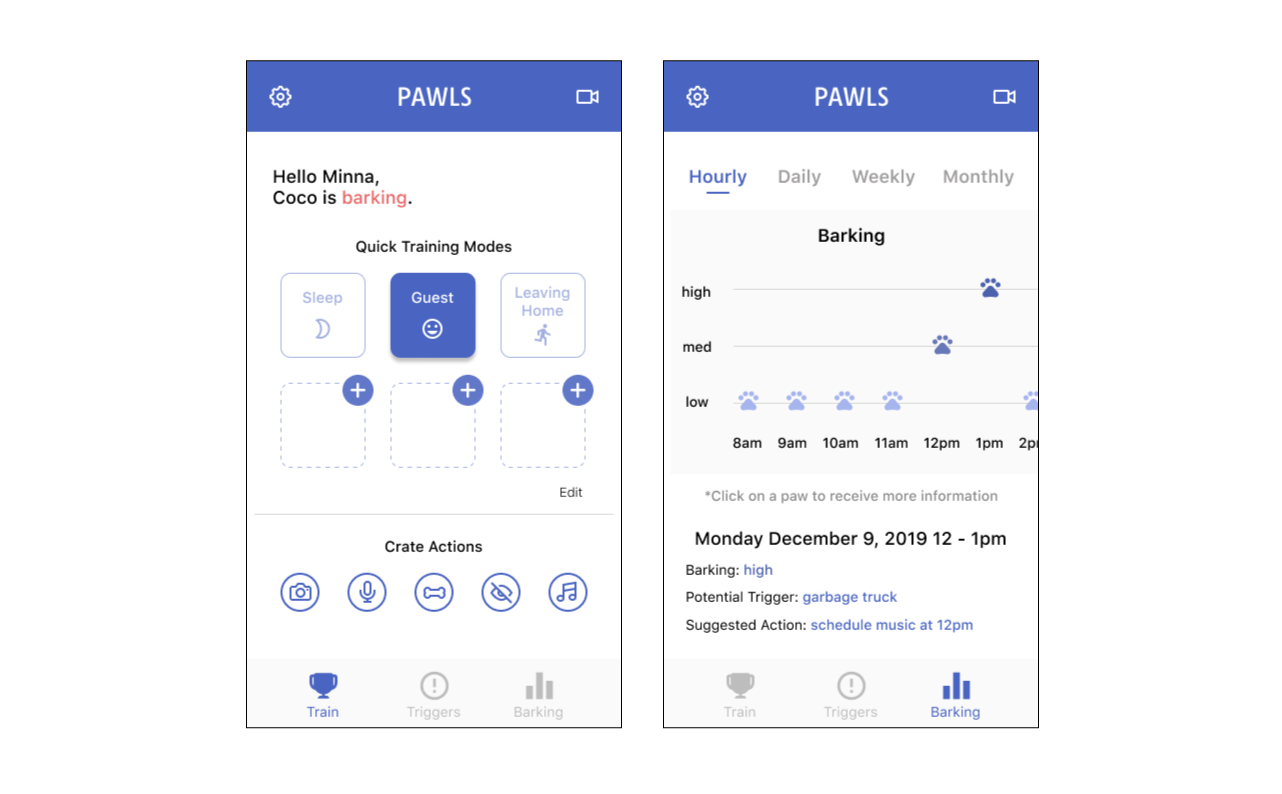 PAWLS
Hello Minna,
Coco is barking.
Quick Training Modes
Sleep
Guest
Leaving
Home
Edit
Crate Actions
Train
Triggers
Barking
PAWLS
Hourly
Daily
Weekly
Monthly
Barking
high
med
low
8am
9am
10am
11am
12pm
1pm
*Click on a paw to receive more information
Monday December 9, 2019 12 - 1pm
Barking: high
Potential Trigger: garbage truck
Suggested Action: schedule music at 12pm
Train
Triggers
Barking